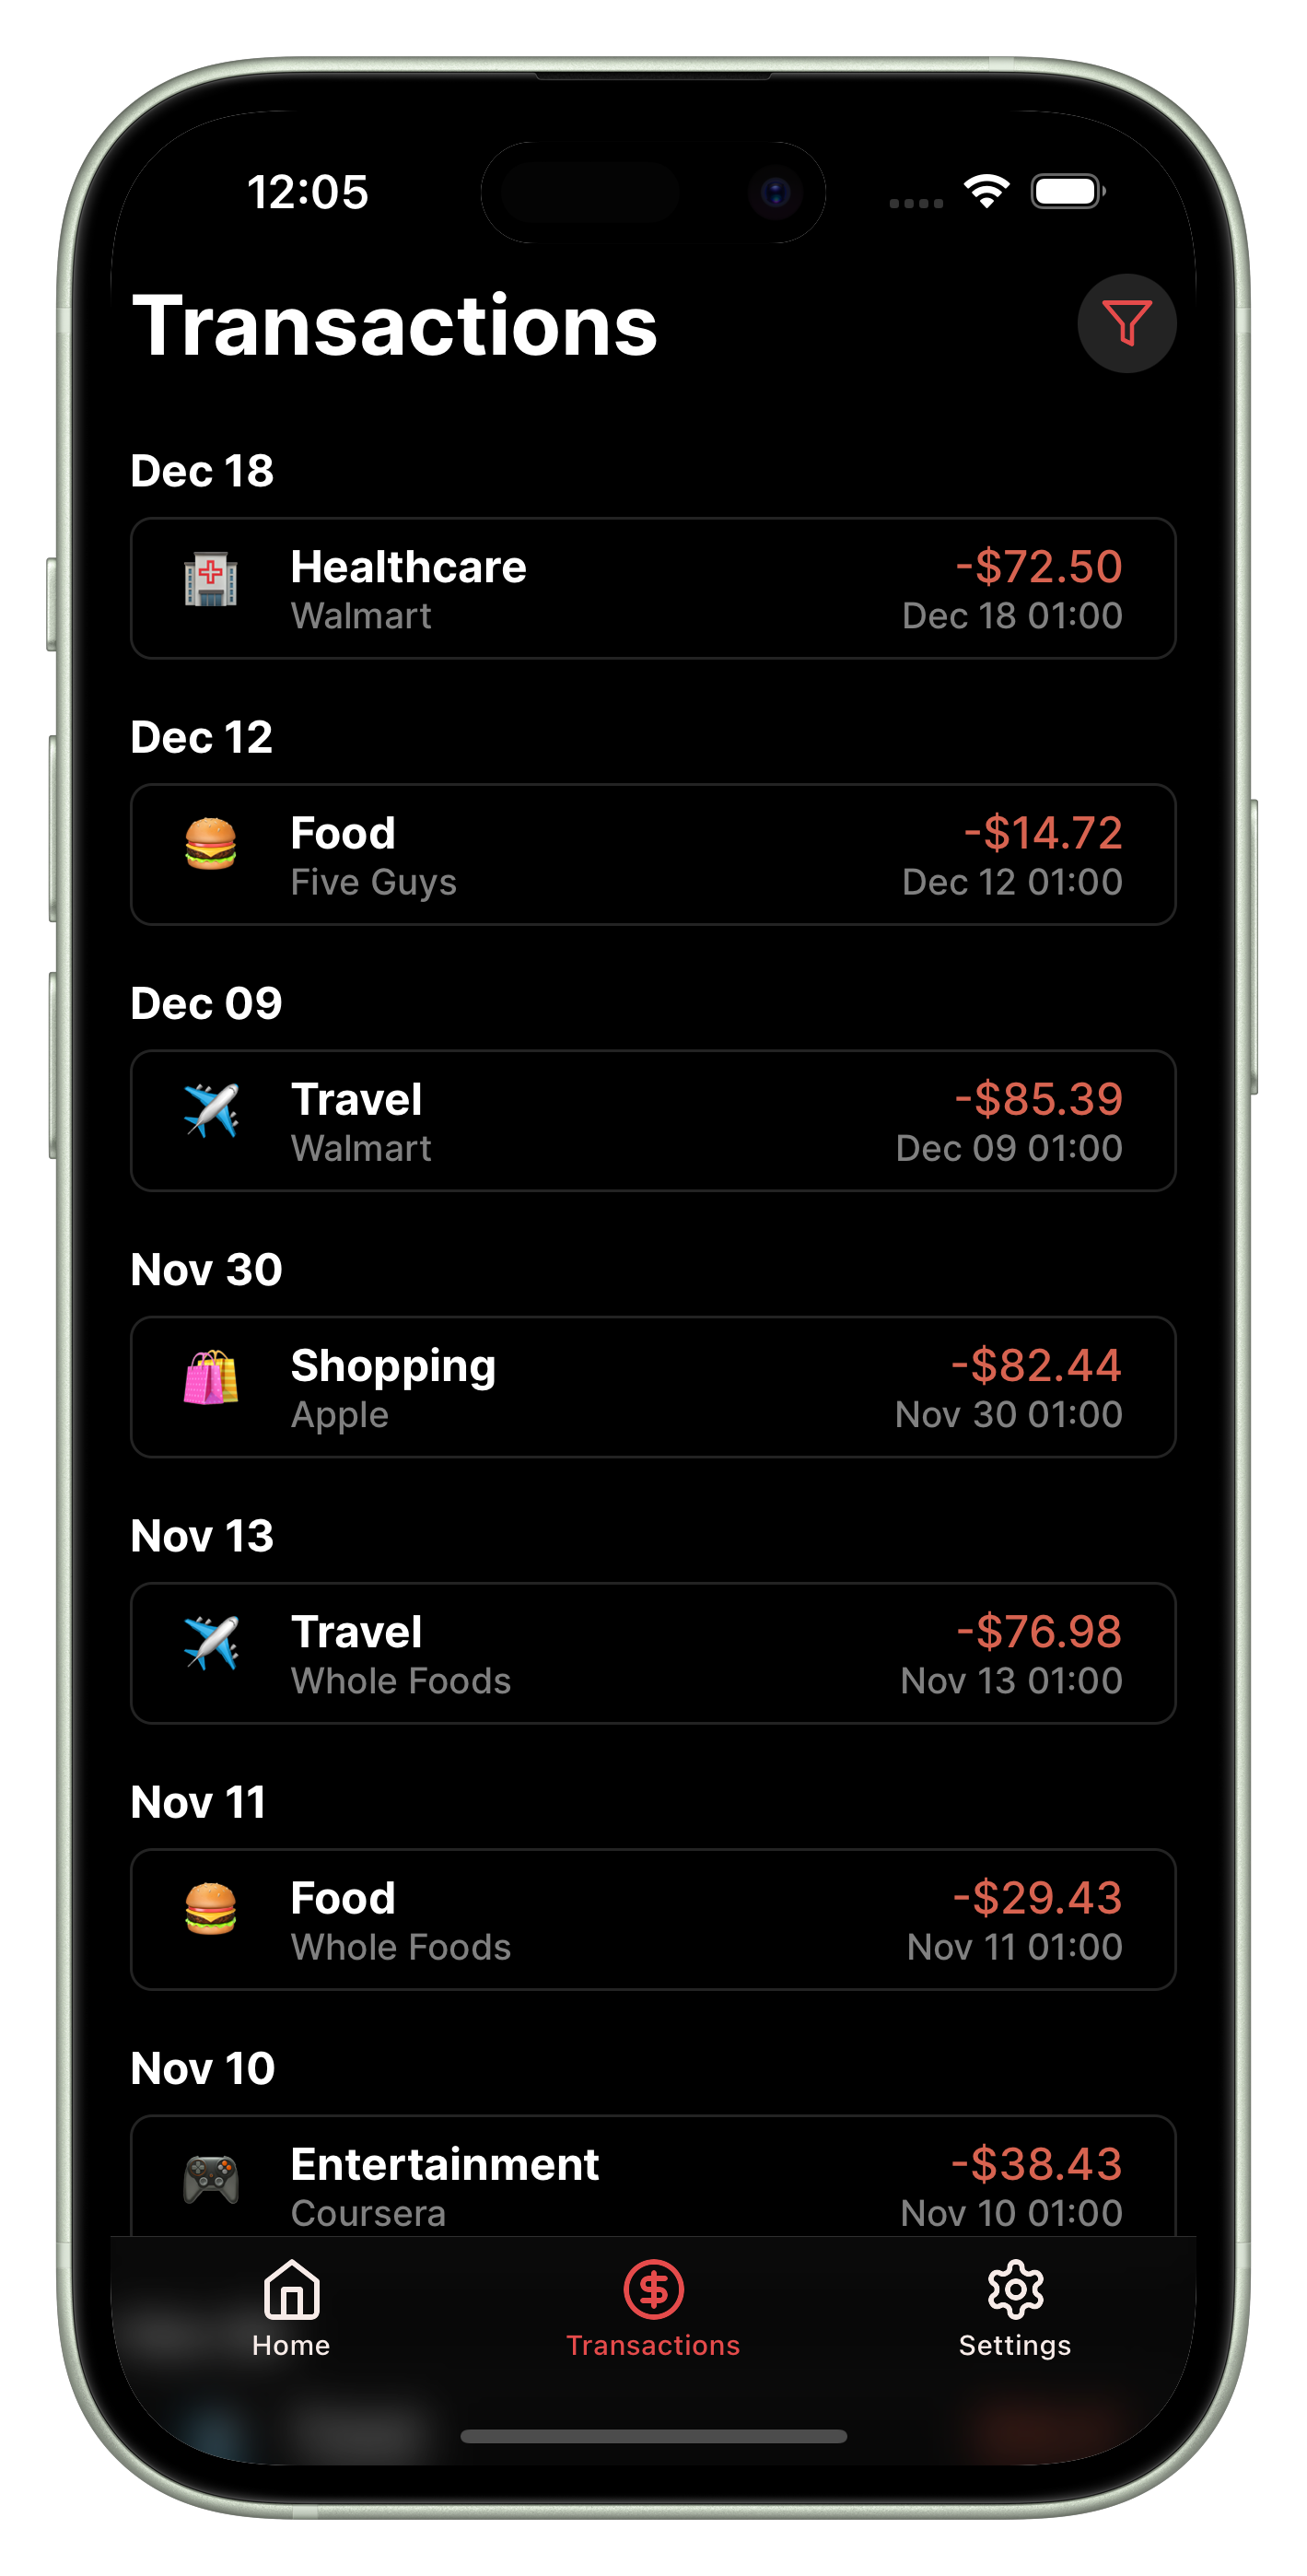 12:05
Transactions
Dec 18
Healthcare
-$72.50
Walmart
Dec 18 01:00
Dec 12
Food
-$14.72
Five Guys
Dec 12 01:00
Dec 09
Travel
-$85.39
Walmart
Dec 09 01:00
Nov 30
Shopping
-$82.44
Apple
Nov 30 01:00
Nov 13
Travel
-$76.98
Whole Foods
Nov 13 01:00
Nov 11
Food
-$29.43
Whole Foods
Nov 11 01:00
Nov 10
Entertainment
-$38.43
Coursera
Nov 10 01:00
Home
Transactions
Settings